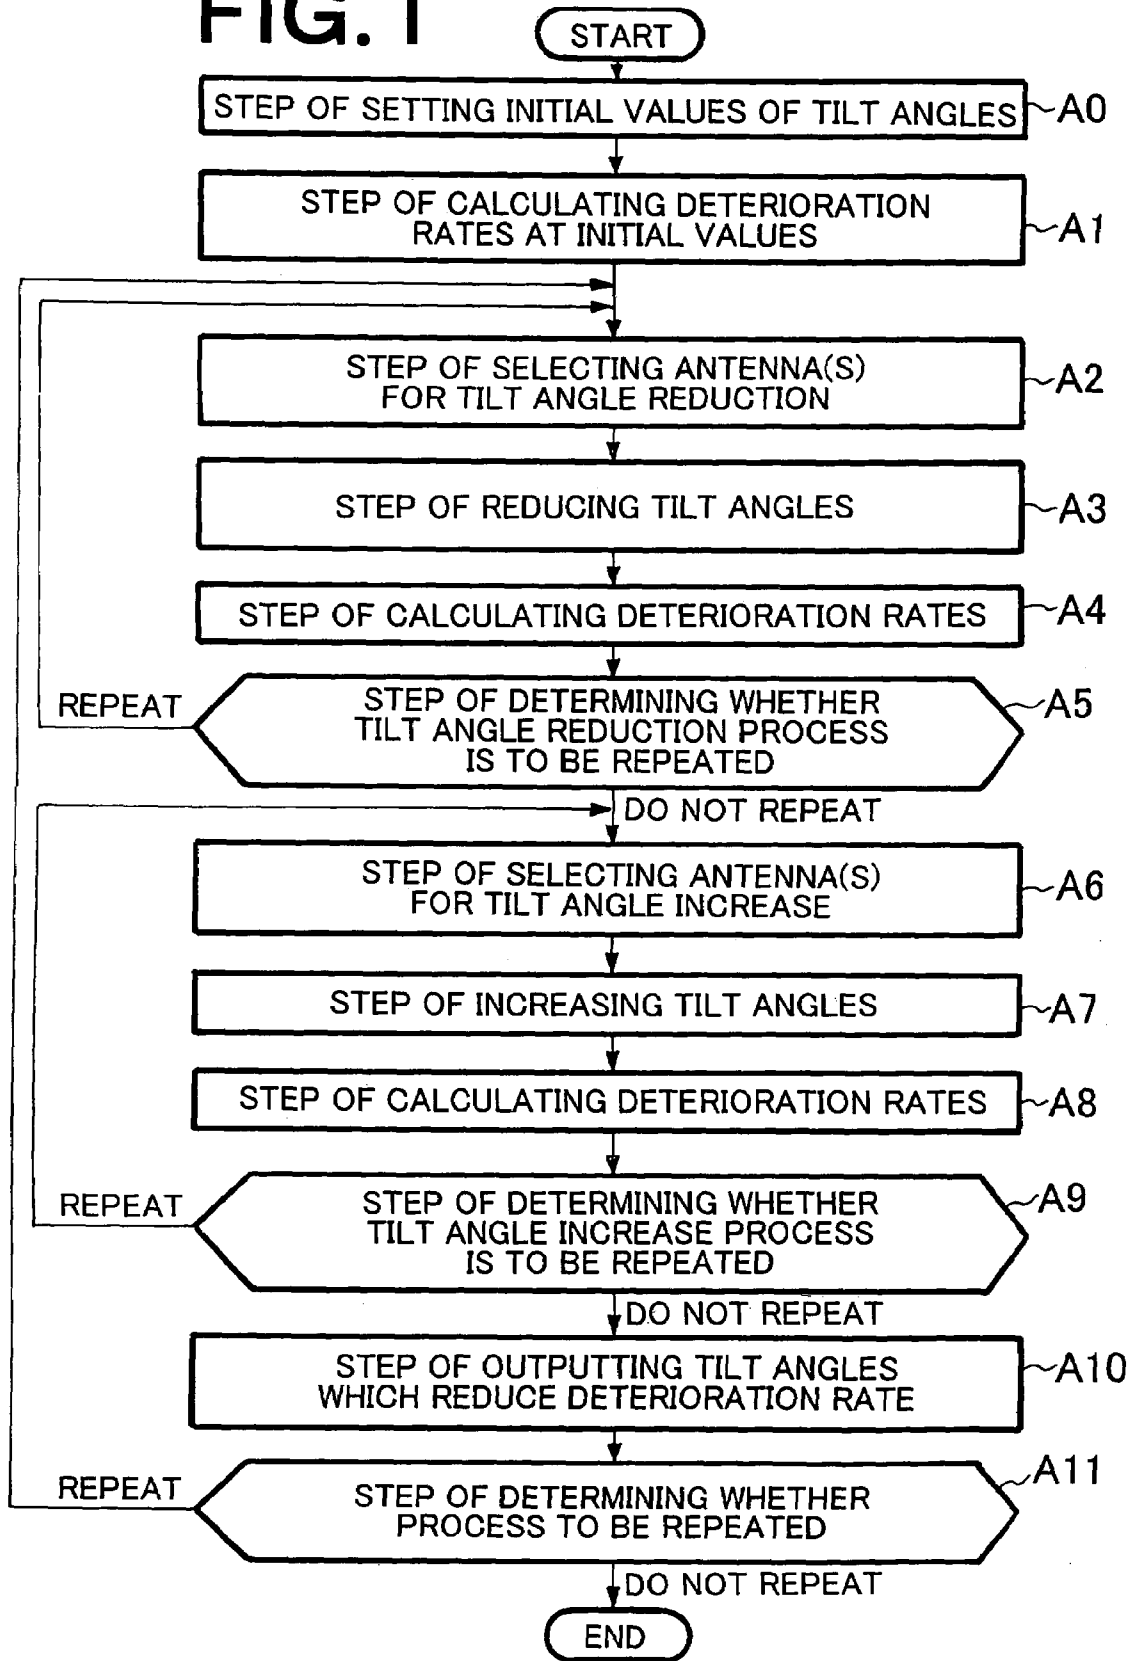 FIG. 1
START
STEP OF SETTING INITIAL VALUES OF TILT ANGLES
A0
STEP OF CALCULATING DETERIORATION
RATES AT INITIAL VALUES
A1
STEP OF SELECTING ANTENNA(S)
FOR TILT ANGLE REDUCTION
A2
STEP OF REDUCING TILT ANGLES
A3
STEP OF CALCULATING DETERIORATION RATES
A4
REPEAT
STEP OF DETERMINING WHETHER
TILT ANGLE REDUCTION PROCESS
IS TO BE REPEATED
A5
DO NOT REPEAT
STEP OF SELECTING ANTENNA(S)
FOR TILT ANGLE INCREASE
A6
STEP OF INCREASING TILT ANGLES
A7
STEP OF CALCULATING DETERIORATION RATES
A8
REPEAT
STEP OF DETERMINING WHETHER
TILT ANGLE INCREASE PROCESS
IS TO BE REPEATED
A9
DO NOT REPEAT
STEP OF OUTPUTTING TILT ANGLES
WHICH REDUCE DETERIORATION RATE
A10
REPEAT
STEP OF DETERMINING WHETHER
PROCESS TO BE REPEATED
A11
DO NOT REPEAT
END